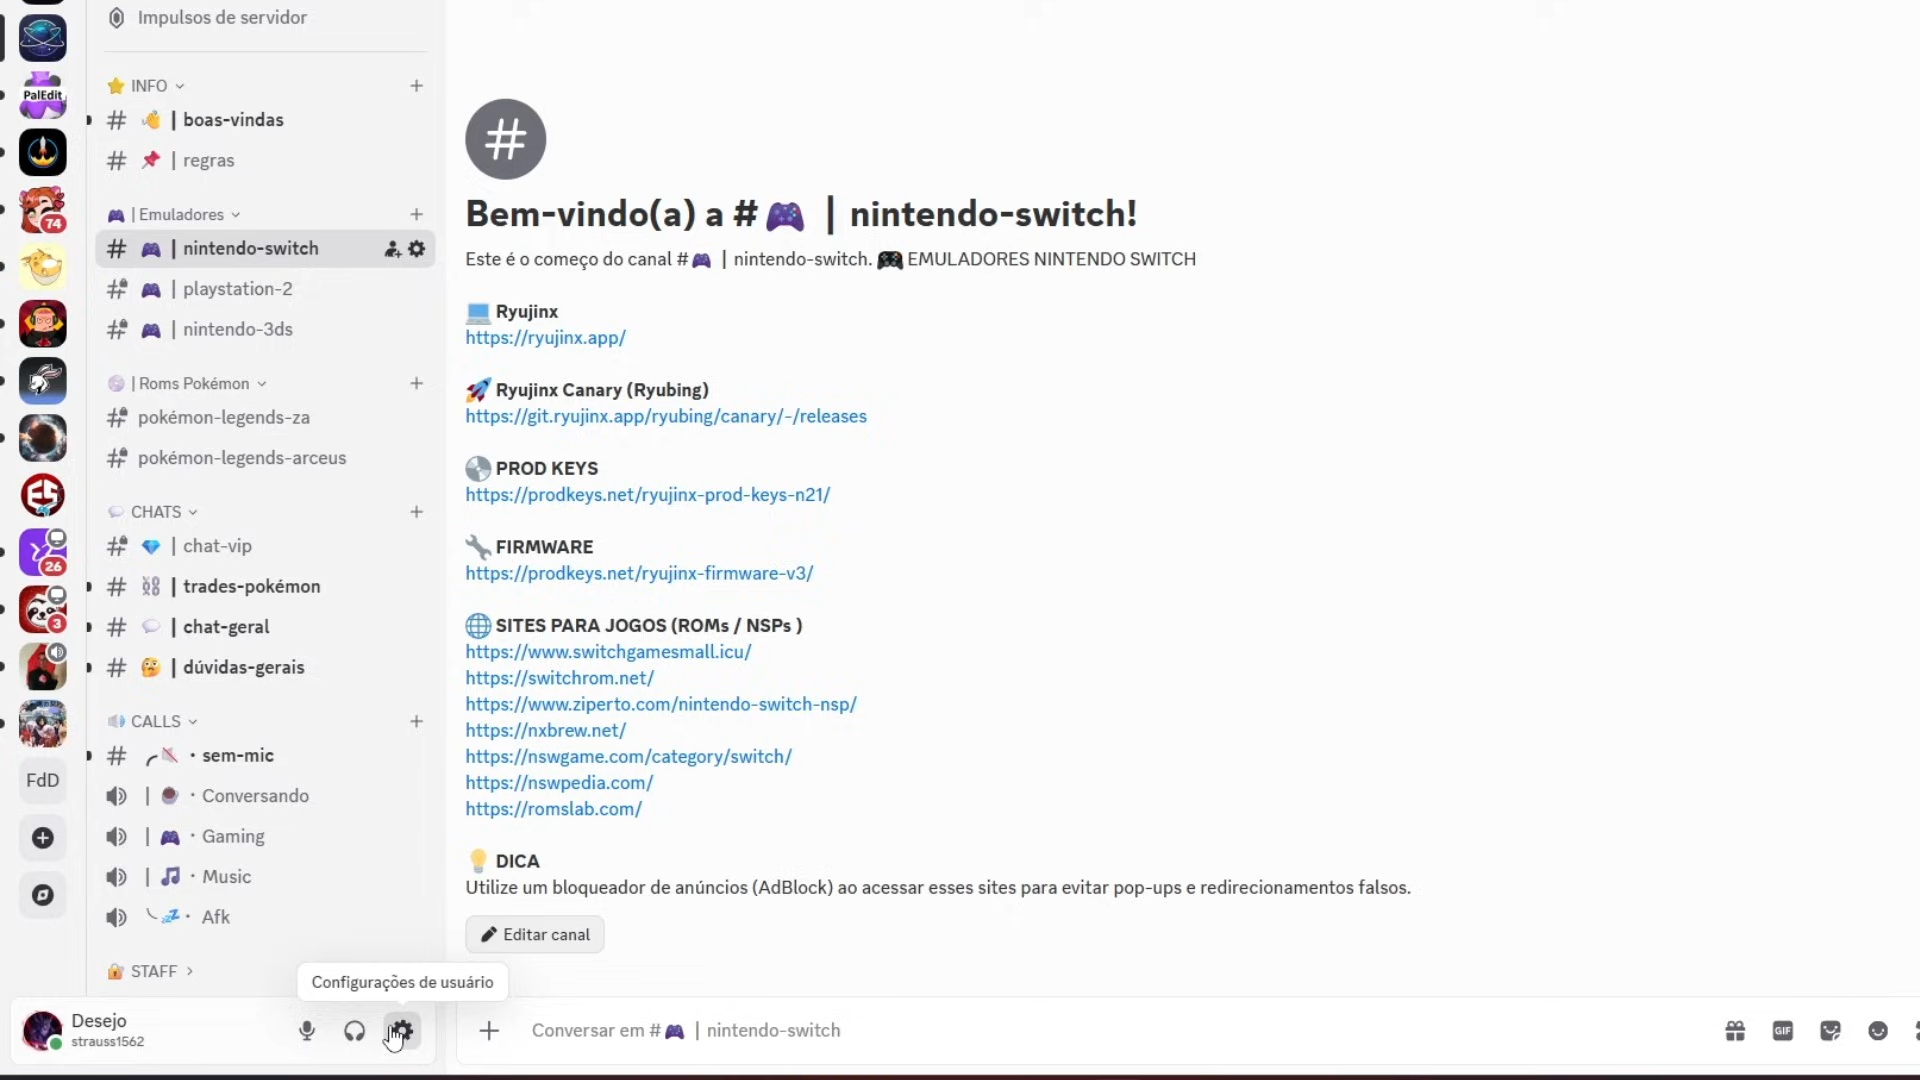 Impulsos de servidor
INFO
boas-vindas
regras
| Emuladores
nintendo-switch
playstation-2
nintendo-3ds
| Roms Pokémon
pokémon-legends-za
pokémon-legends-arceus
CHATS
chat-vip
trades-pokémon
chat-geral
dúvidas-gerais
CALLS
sem-mic
Conversando
Gaming
Music
Afk
STAFF
Configurações de usuário
Desejo
strauss1562
PalEdit
74
ES
26
3
FdD
Bem-vindo(a) a # | nintendo-switch!
Este é o começo do canal # | nintendo-switch. EMULADORES NINTENDO SWITCH
Ryujinx
https://ryujinx.app/
Ryujinx Canary (Ryubing)
https://git.ryujinx.app/ryubing/canary/-/releases
PROD KEYS
https://prodkeys.net/ryujinx-prod-keys-n21/
FIRMWARE
https://prodkeys.net/ryujinx-firmware-v3/
SITES PARA JOGOS (ROMs / NSPs )
https://www.switchgamesmall.icu/
https://switchrom.net/
https://www.ziperto.com/nintendo-switch-nsp/
https://nxbrew.net/
https://nswgame.com/category/switch/
https://nswpedia.com/
https://romslab.com/
DICA
Utilize um bloqueador de anúncios (AdBlock) ao acessar esses sites para evitar pop-ups e redirecionamentos falsos.
Editar canal
Conversar em # | nintendo-switch
GIF